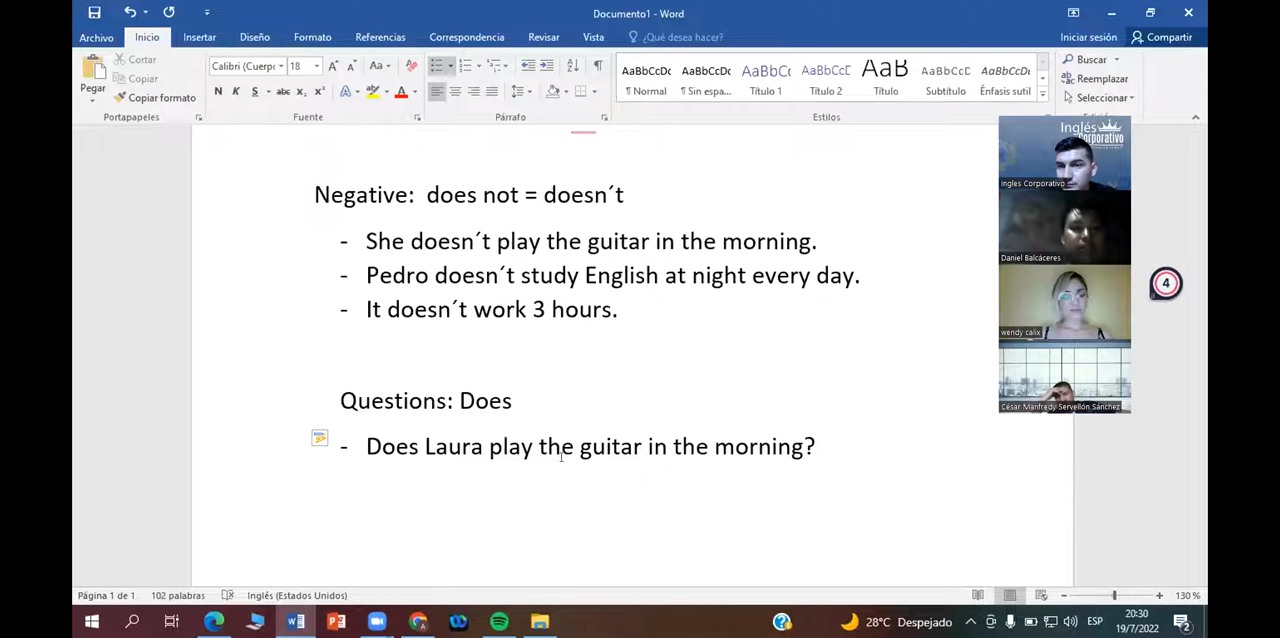 Documento1 - Word
Archivo Inicio Insertar Diseño Formato Referencias Correspondencia Revisar Vista ¿Qué desea hacer? Iniciar sesión Compartir
Pegar
Cortar
Copiar
Copiar formato
Portapapeles
Calibri (Cuerpo 18
Fuente
Párrafo
AaBbCcDc AaBbCcDc AaBbC AaBbCcD AaB AaBbCcD AaBbCcDc
¶ Normal ¶ Sin espa... Título 1 Título 2 Título Subtítulo Énfasis sutil
Estilos
Buscar
Reemplazar
Seleccionar
Negative: does not = doesn´t
- She doesn´t play the guitar in the morning.
- Pedro doesn´t study English at night every day.
- It doesn´t work 3 hours.
Questions: Does
- Does Laura play the guitar in the morning?
Inglés
Corporativo
Ingles Corporativo
Daniel Balcáceres
wendy calix
César Manfredy Servellón Sánchez
4
Página 1 de 1 102 palabras Inglés (Estados Unidos) 130 %
28°C Despejado ESP 20:30
19/7/2022
2